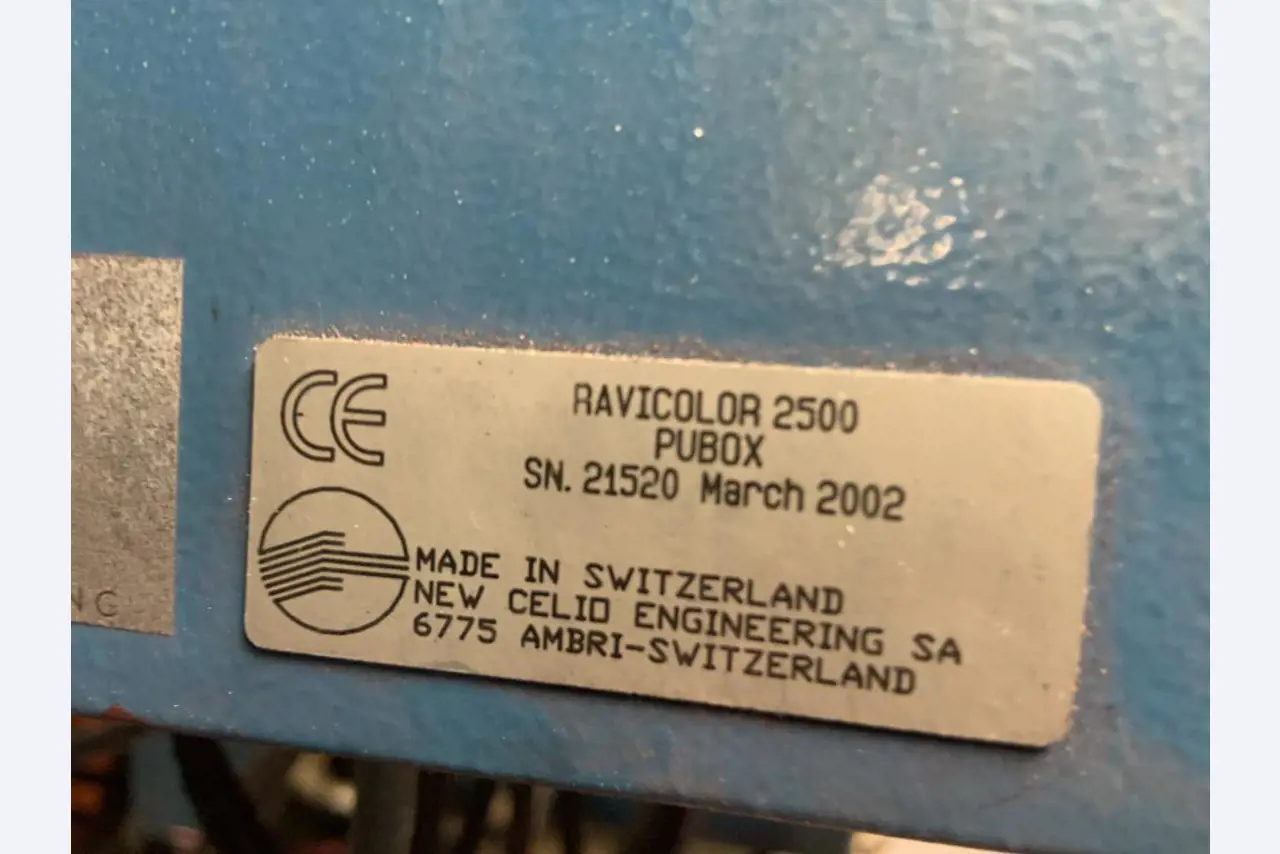 CE
RAVICOLOR 2500
PUBOX
SN. 21520 March 2002
MADE IN SWITZERLAND
NEW CELIO ENGINEERING SA
6775 AMBRI-SWITZERLAND